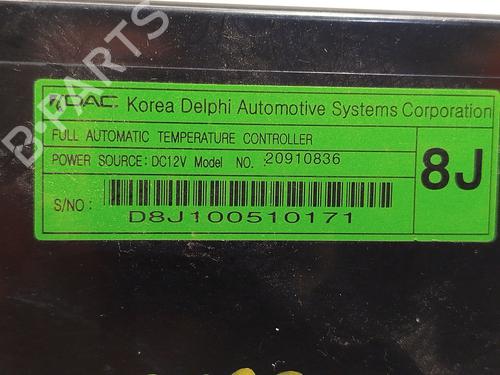 KDAC Korea Delphi Automotive Systems Corporation
FULL AUTOMATIC TEMPERATURE CONTROLLER
POWER SOURCE: DC12V Model NO. 20910836
8J
S/NO :
D8J100510171
B-PARTS